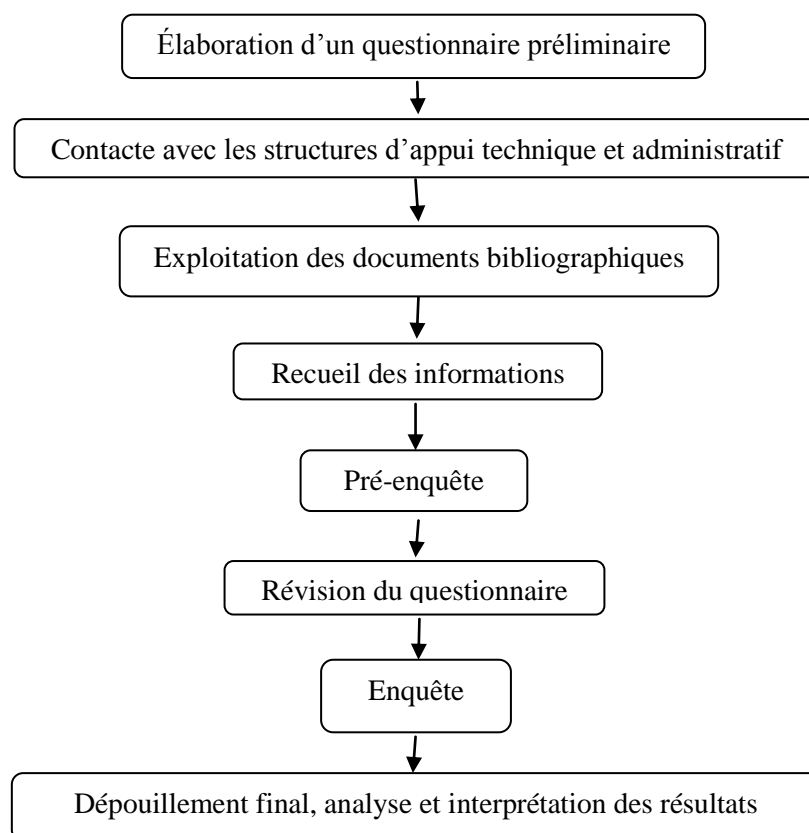 Élaboration d’un questionnaire préliminaire
Contacte avec les structures d’appui technique et administratif
Exploitation des documents bibliographiques
Recueil des informations
Pré-enquête
Révision du questionnaire
Enquête
Dépouillement final, analyse et interprétation des résultats